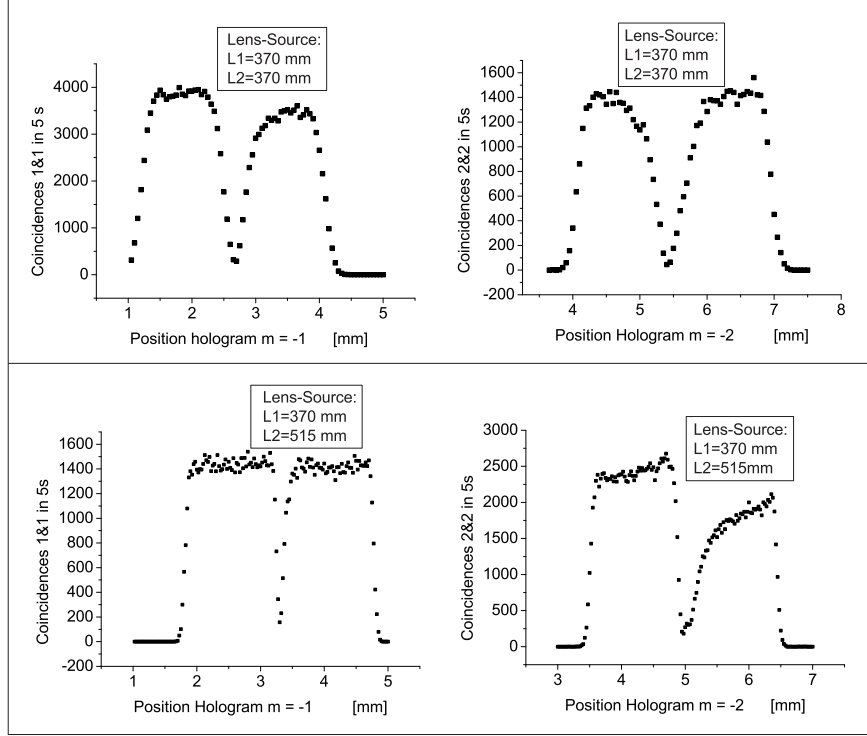 Lens-Source:
L1=370 mm
L2=370 mm
4000
3000
2000
1000
0
Coincidences 1&1 in 5 s
1 2 3 4 5
Position hologram m = -1 [mm]
Lens-Source:
L1=370 mm
L2=370 mm
1600
1400
1200
1000
800
600
400
200
0
-200
Coincidences 2&2 in 5s
4 5 6 7 8
Position Hologram m = -2 [mm]
Lens-Source:
L1=370 mm
L2=515 mm
1600
1400
1200
1000
800
600
400
200
0
-200
Coincidences 1&1 in 5s
1 2 3 4 5
Position Hologram m = -1 [mm]
Lens-Source:
L1=370 mm
L2=515mm
3000
2500
2000
1500
1000
500
0
Coincidences 2&2 in 5s
3 4 5 6 7
Position Hologram m = -2 [mm]